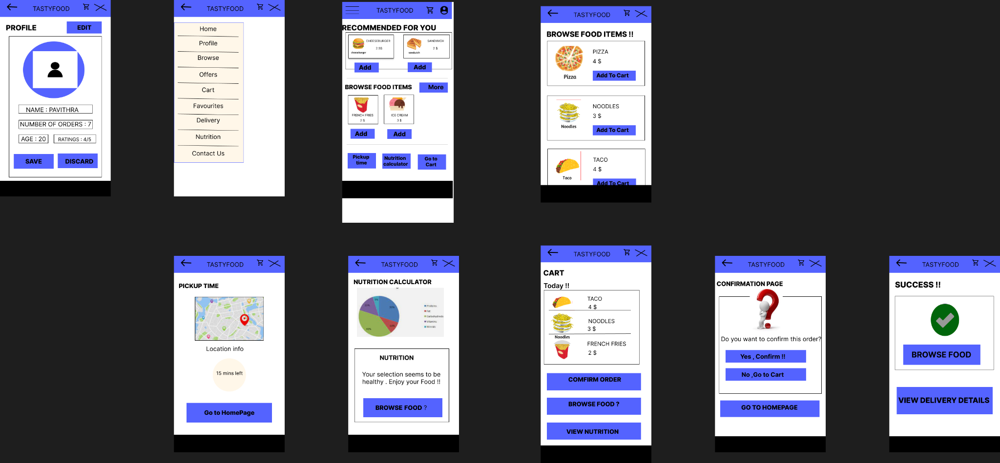 TASTYFOOD
PROFILE
EDIT
NAME : PAVITHRA
NUMBER OF ORDERS : 7
AGE : 20
RATINGS : 4/5
SAVE
DISCARD
TASTYFOOD
Home
Profile
Browse
Offers
Cart
Favourites
Delivery
Nutrition
Contact Us
TASTYFOOD
RECOMMENDED FOR YOU
CHEESEBURGER
2.5$
cheeseburger
SANDWICH
2 $
sandwich
Add
Add
BROWSE FOOD ITEMS
More
FRENCH FRIES
2 $
ICE CREAM
3 $
Add
Add
Pickup
time
Nutrition
calculator
Go to
Cart
TASTYFOOD
BROWSE FOOD ITEMS !!
PIZZA
4 $
Pizza
Add To Cart
NOODLES
3 $
Noodles
Add To Cart
TACO
4 $
Taco
Add To Cart
TASTYFOOD
PICKUP TIME
Location info
15 mins left
Go to HomePage
TASTYFOOD
NUTRITION CALCULATOR
5%
30%
10%
40%
Proteins
Fat
Carbohydrads
Vitamins
NUTRITION
Your selection seems to be
healthy . Enjoy your Food !!
BROWSE FOOD ?
TASTYFOOD
CART
Today !!
TACO
4 $
NOODLES
3 $
Noodles
FRENCH FRIES
2 $
COMFIRM ORDER
BROWSE FOOD ?
VIEW NUTRITION
TASTYFOOD
CONFIRMATION PAGE
Do you want to confirm this order?
Yes , Confirm !!
No ,Go to Cart
GO TO HOMEPAGE
TASTYFOOD
SUCCESS !!
BROWSE FOOD
VIEW DELIVERY DETAILS